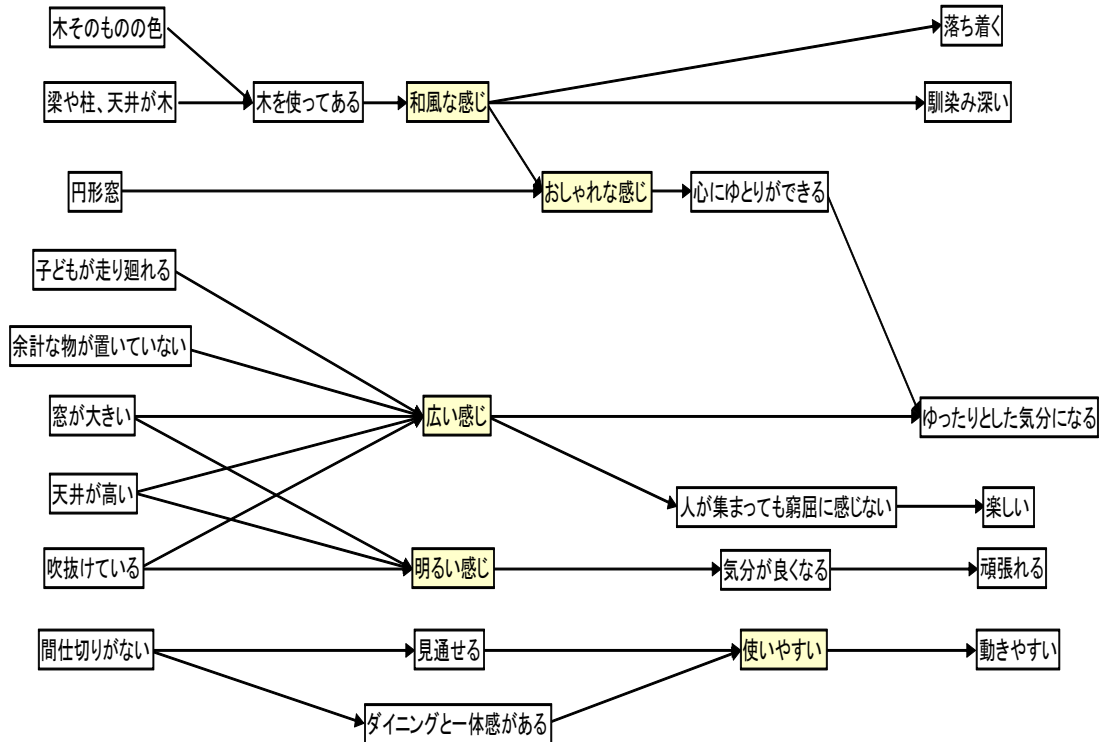 木そのものの色
落ち着く
梁や柱、天井が木
木を使ってある
和風な感じ
馴染み深い
円形窓
おしゃれな感じ
心にゆとりができる
子どもが走り廻れる
余計な物が置いていない
窓が大きい
広い感じ
ゆったりとした気分になる
天井が高い
人が集まっても窮屈に感じない
楽しい
吹抜けている
明るい感じ
気分が良くなる
頑張れる
間仕切りがない
見通せる
使いやすい
動きやすい
ダイニングと一体感がある